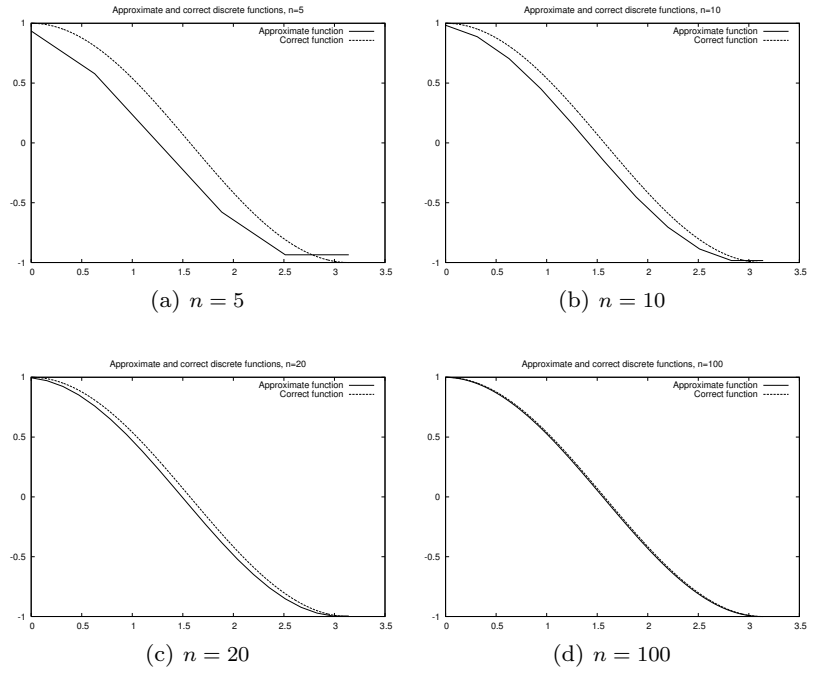 Approximate and correct discrete functions, n=5
Approximate function
Correct function
1
0.5
0
-0.5
-1
0 0.5 1 1.5 2 2.5 3 3.5
(a) n = 5
Approximate and correct discrete functions, n=10
Approximate function
Correct function
1
0.5
0
-0.5
-1
0 0.5 1 1.5 2 2.5 3 3.5
(b) n = 10
Approximate and correct discrete functions, n=20
Approximate function
Correct function
1
0.5
0
-0.5
-1
0 0.5 1 1.5 2 2.5 3 3.5
(c) n = 20
Approximate and correct discrete functions, n=100
Approximate function
Correct function
1
0.5
0
-0.5
-1
0 0.5 1 1.5 2 2.5 3 3.5
(d) n = 100